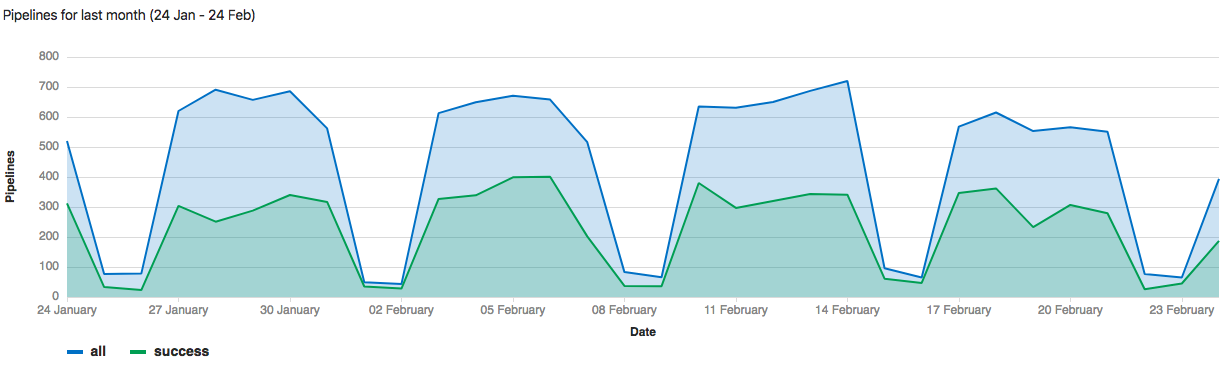 Pipelines for last month (24 Jan - 24 Feb)
800
700
600
500
400
300
200
100
0
Pipelines
24 January 27 January 30 January 02 February 05 February 08 February 11 February 14 February 17 February 20 February 23 February
Date
all success